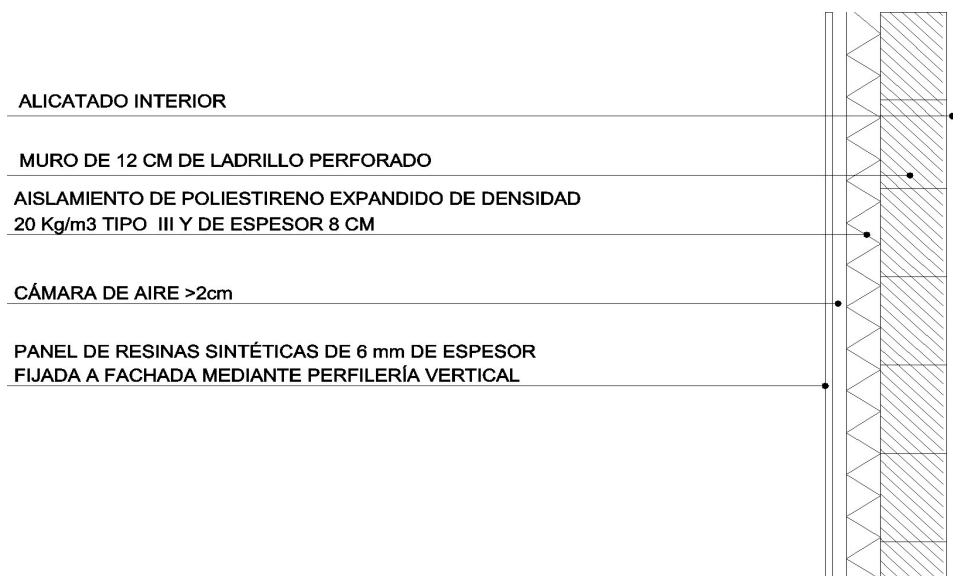 ALICATADO INTERIOR
MURO DE 12 CM DE LADRILLO PERFORADO
AISLAMIENTO DE POLIESTIRENO EXPANDIDO DE DENSIDAD
20 Kg/m3 TIPO III Y DE ESPESOR 8 CM
CÁMARA DE AIRE >2cm
PANEL DE RESINAS SINTÉTICAS DE 6 mm DE ESPESOR
FIJADA A FACHADA MEDIANTE PERFILERÍA VERTICAL